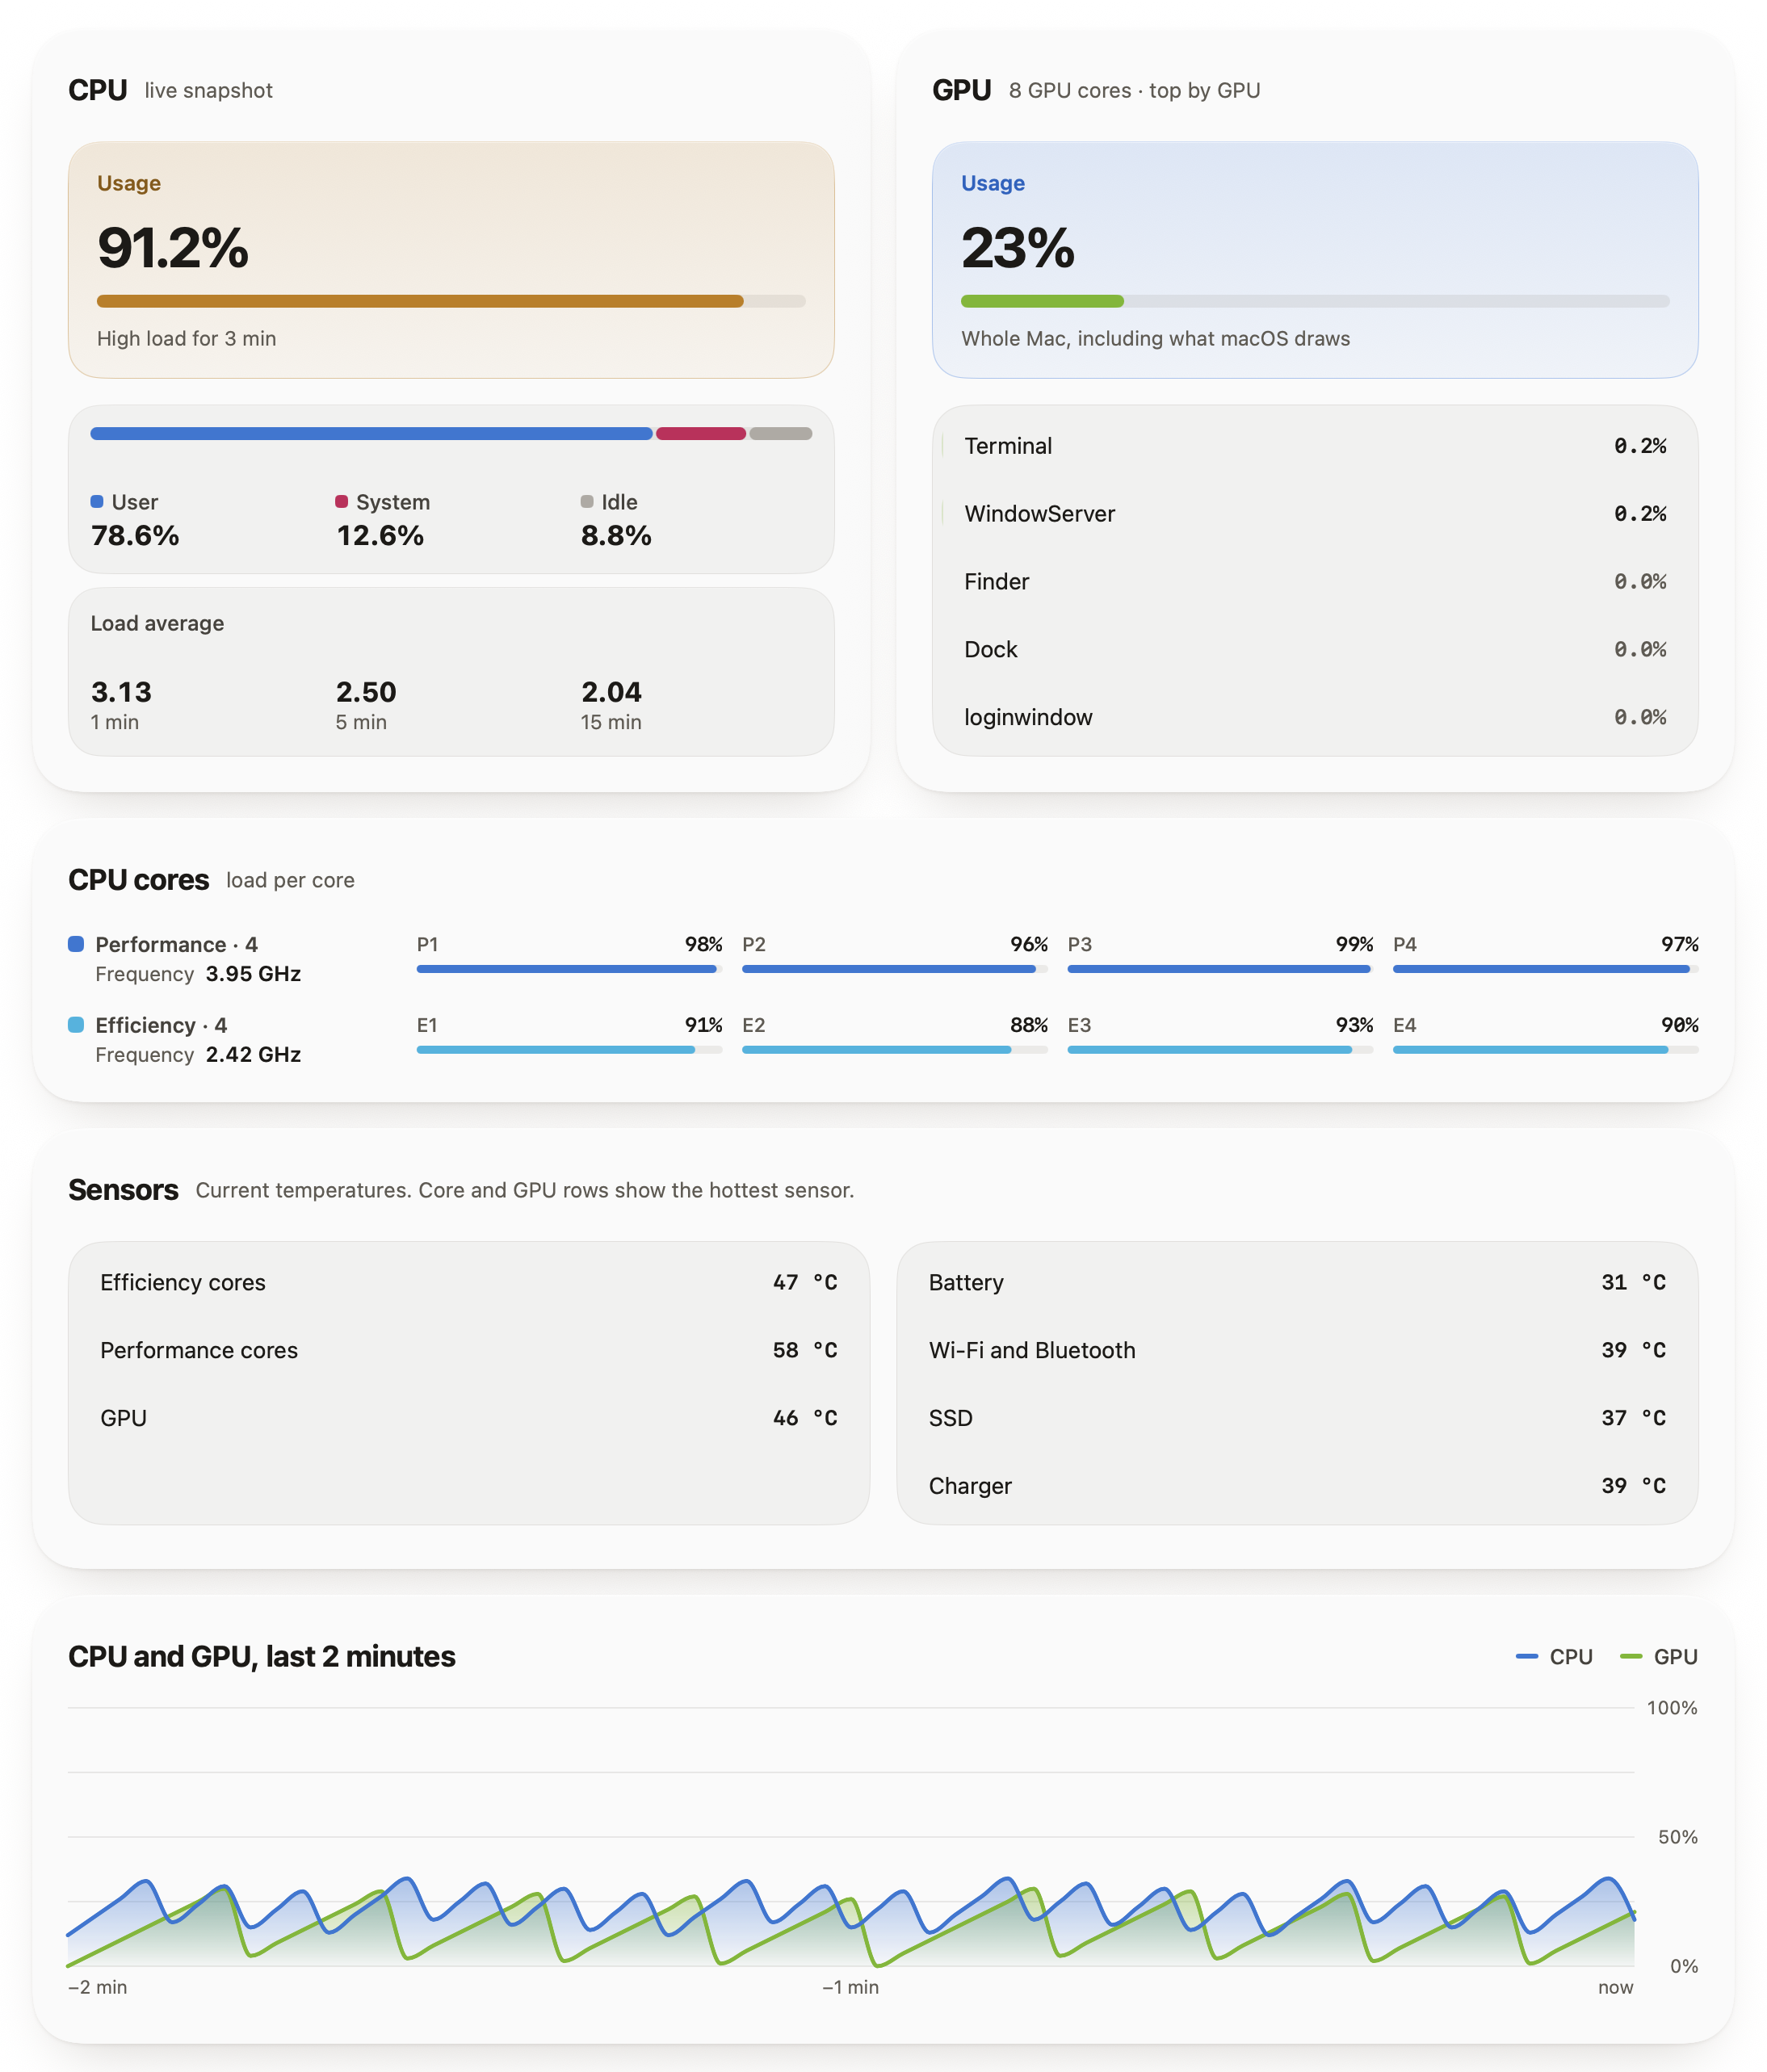 CPU live snapshot
Usage
91.2%
High load for 3 min
User System Idle
78.6% 12.6% 8.8%
Load average
3.13 2.50 2.04
1 min 5 min 15 min
GPU 8 GPU cores · top by GPU
Usage
23%
Whole Mac, including what macOS draws
Terminal 0.2%
WindowServer 0.2%
Finder 0.0%
Dock 0.0%
loginwindow 0.0%
CPU cores load per core
Performance · 4 P1 98% P2 96% P3 99% P4 97%
Frequency 3.95 GHz
Efficiency · 4 E1 91% E2 88% E3 93% E4 90%
Frequency 2.42 GHz
Sensors Current temperatures. Core and GPU rows show the hottest sensor.
Efficiency cores 47 °C
Performance cores 58 °C
GPU 46 °C
Battery 31 °C
Wi-Fi and Bluetooth 39 °C
SSD 37 °C
Charger 39 °C
CPU and GPU, last 2 minutes CPU GPU
100%
50%
0%
−2 min −1 min now